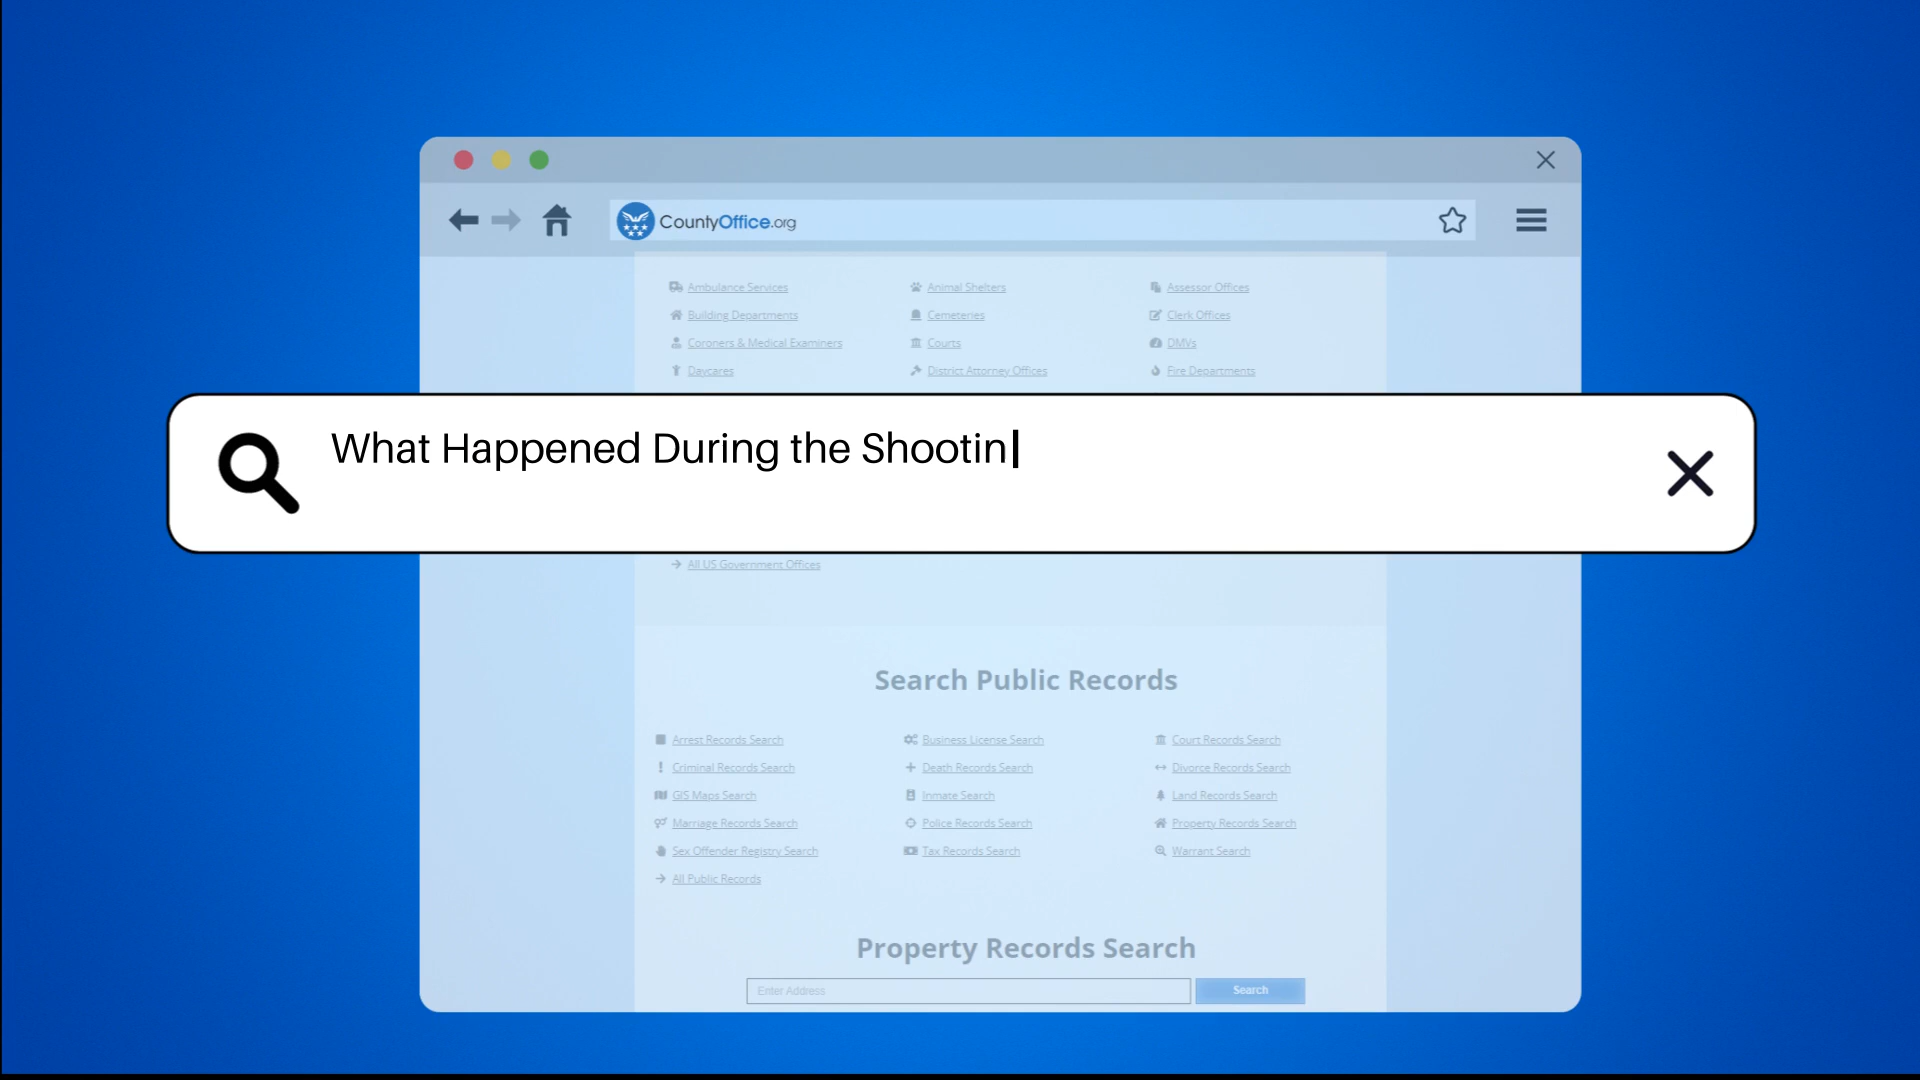 CountyOffice.org
Ambulance Services Animal Shelters Assessor Offices
Building Departments Cemeteries Clerk Offices
Coroners & Medical Examiners Courts DMVs
Daycares District Attorney Offices Fire Departments
What Happened During the Shootin
All US Government Offices
Search Public Records
Arrest Records Search Business License Search Court Records Search
Criminal Records Search Death Records Search Divorce Records Search
GIS Maps Search Inmate Search Land Records Search
Marriage Records Search Police Records Search Property Records Search
Sex Offender Registry Search Tax Records Search Warrant Search
All Public Records
Property Records Search
Enter Address Search